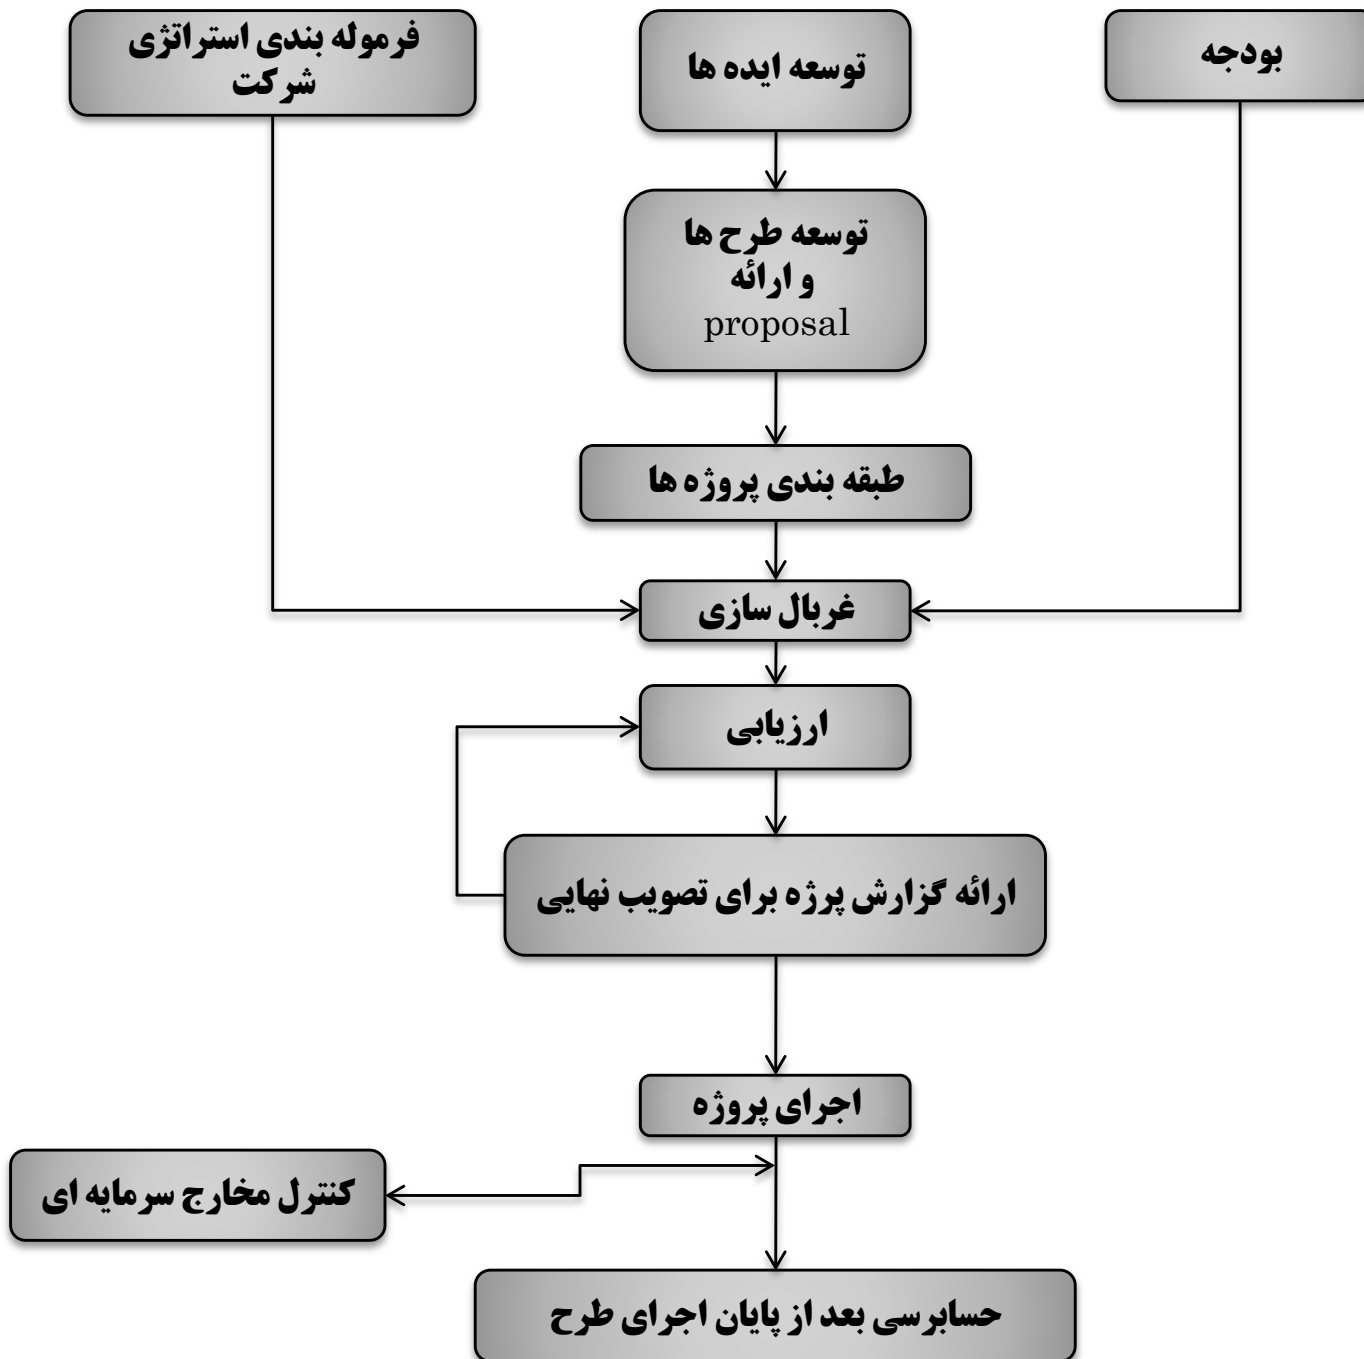 فرموله بندی استراتژی
شرکت
توسعه ایده ها
بودجه
توسعه طرح ها
و ارائه
proposal
طبقه بندی پروژه ها
غربال سازی
ارزیابی
ارائه گزارش پرژه برای تصویب نهایی
اجرای پروژه
کنترل مخارج سرمایه ای
حسابرسی بعد از پایان اجرای طرح